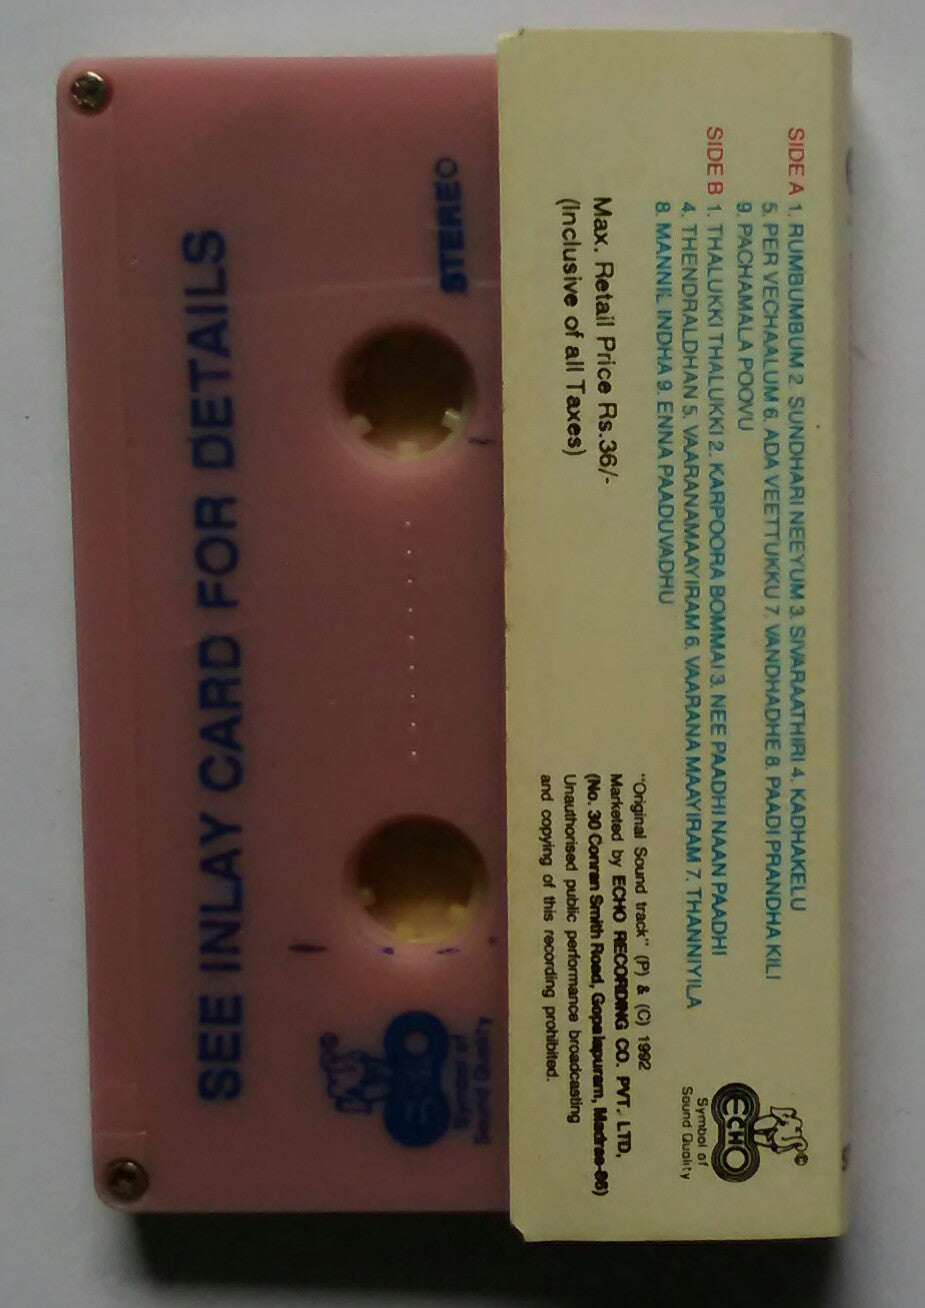 SIDE A 1. RUMBUMBUM 2. SUNDHARI NEEYUM 3. SIVARAATHIRI 4. KADHAKELU
5. PER VECHAALUM 6. ADA VEETTUKKU 7. VANDHADHE 8. PAADI PRANDHA KILI
9. PACHAMALA POOVU
SIDE B 1. THALUKKI THALUKKI 2. KARPOORA BOMMAI 3. NEE PAADHI NAAN PAADHI
4. THENDRALDHAN 5. VAARANAMAAYIRAM 6. VAARANA MAAYIRAM 7. THANNIYILA
8. MANNIL INDHA 9. ENNA PAADUVADHU
Max. Retail Price Rs.36/-
(Inclusive of all Taxes)
"Original Sound track" (P) & (C) 1992
Marketed by ECHO RECORDING CO. PVT. LTD,
(No. 30 Conran Smith Road, Gopalapuram, Madras-86)
Unauthorised public performance broadcasting
and copying of this recording prohibited.
©
ECHO
Symbol of
Sound Quality
STEREO
SEE INLAY CARD FOR DETAILS
©
ECHO
Symbol of
Sound Quality